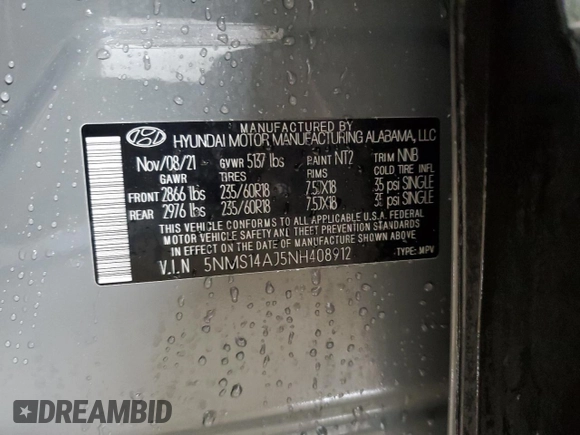 MANUFACTURED BY
HYUNDAI MOTOR MANUFACTURING ALABAMA, LLC
Nov/08/21 GVWR 5137 lbs PAINT NT2 TRIM NNB
GAWR TIRES RIMS COLD TIRE INFL
FRONT 2866 lbs 235/60R18 7.5JX18 35 psi SINGLE
REAR 2976 lbs 235/60R18 7.5JX18 35 psi SINGLE
THIS VEHICLE CONFORMS TO ALL APPLICABLE U.S.A. FEDERAL
MOTOR VEHICLE SAFETY AND THEFT
IN EFFECT ON THE DATE OF MANUFACTURE SHOWN ABOVE.
V.I.N. 5NMS14AJ5NH408912 TYPE: MPV
DREAMBID